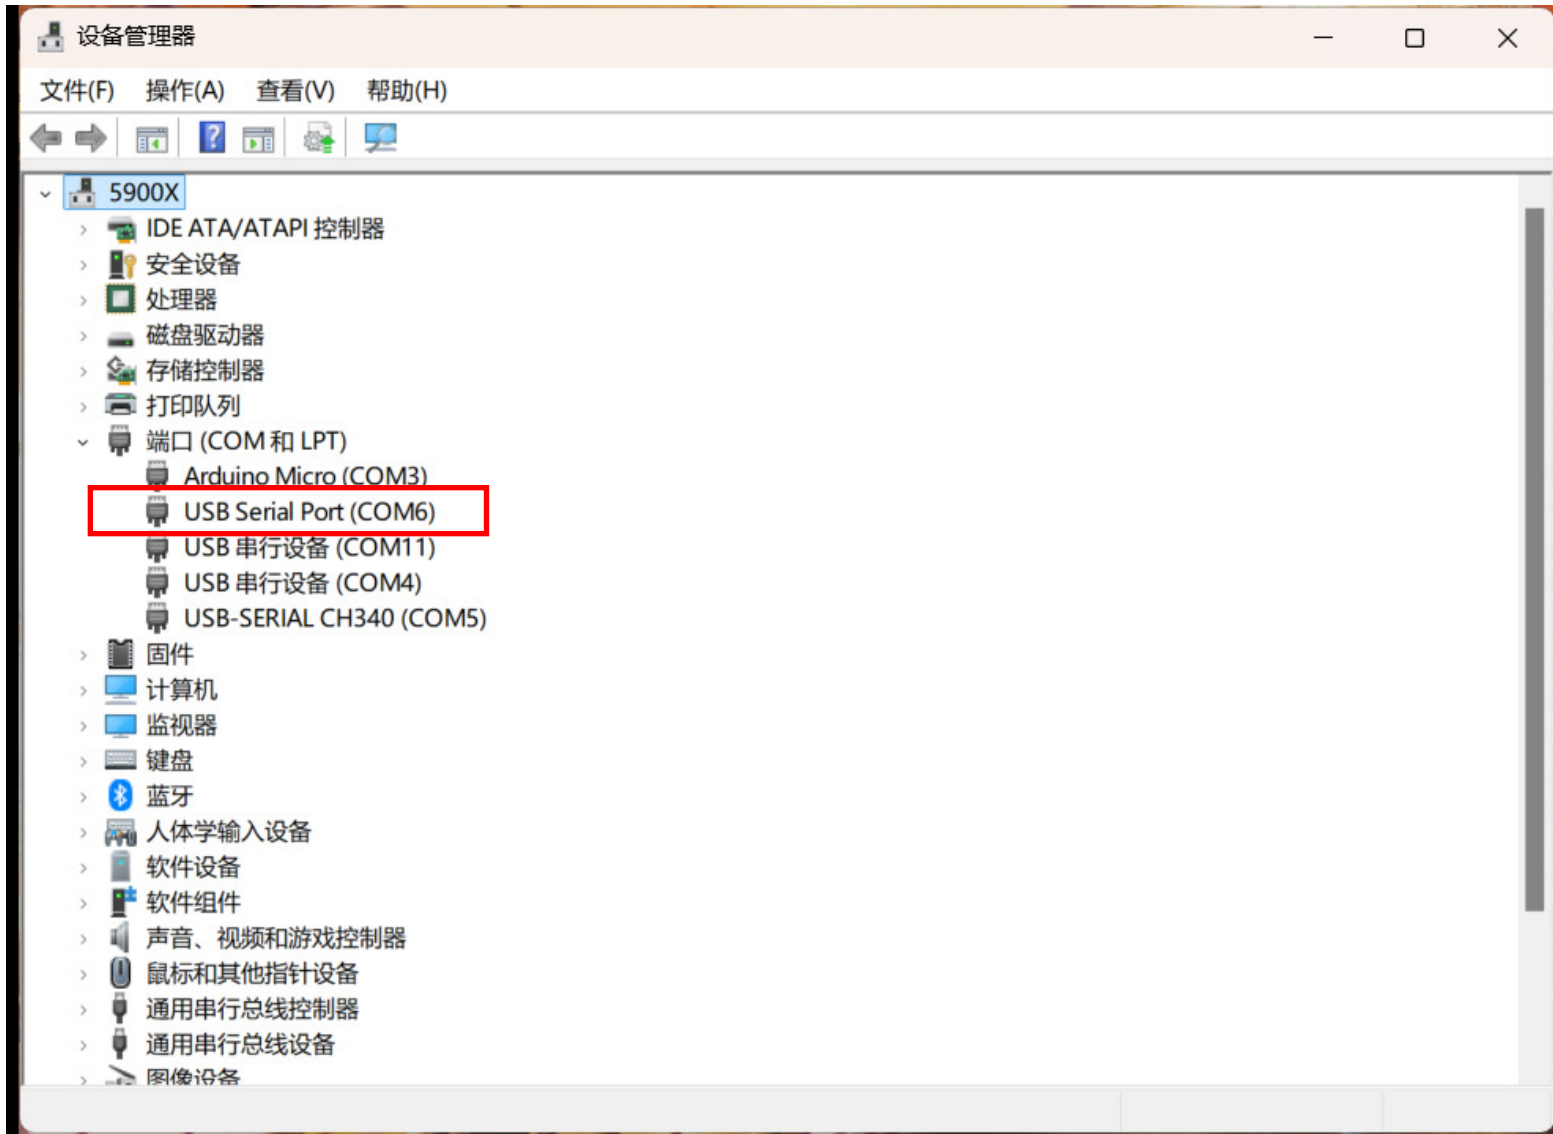 设备管理器
文件(F) 操作(A) 查看(V) 帮助(H)
5900X
IDE ATA/ATAPI 控制器
安全设备
处理器
磁盘驱动器
存储控制器
打印队列
端口 (COM 和 LPT)
Arduino Micro (COM3)
USB Serial Port (COM6)
USB 串行设备 (COM11)
USB 串行设备 (COM4)
USB-SERIAL CH340 (COM5)
固件
计算机
监视器
键盘
蓝牙
人体学输入设备
软件设备
软件组件
声音、视频和游戏控制器
鼠标和其他指针设备
通用串行总线控制器
通用串行总线设备
图像设备